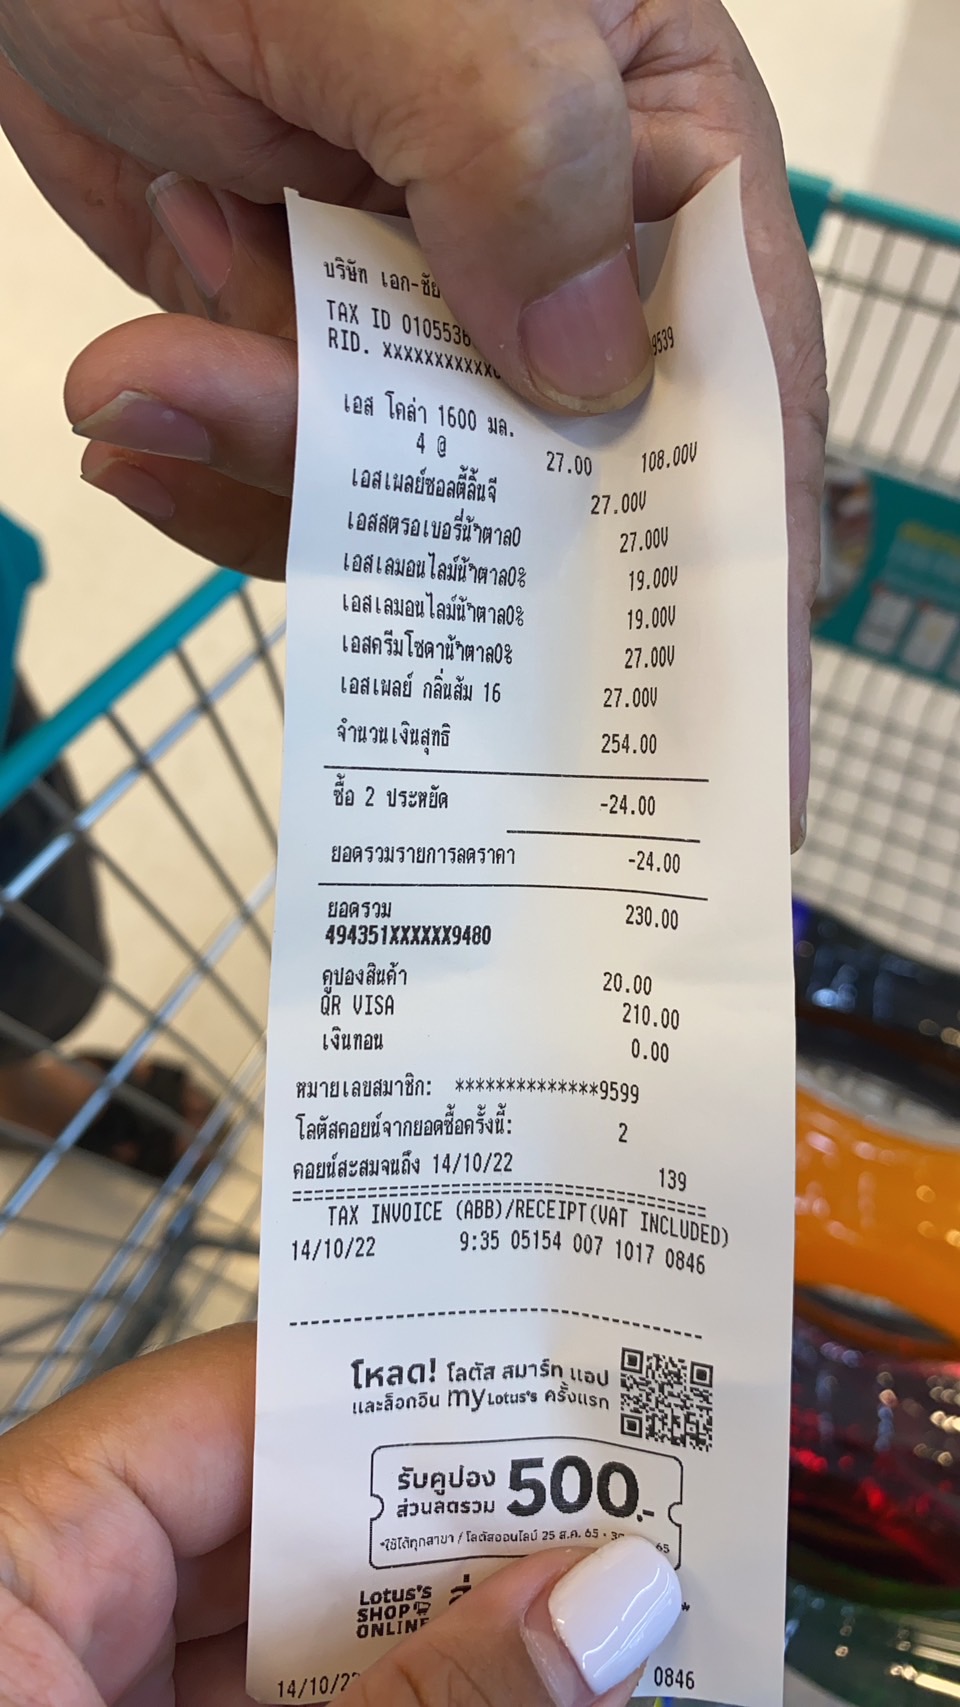 บริษัท เอก-ชัย
TAX ID 0105536 9539
RID. XXXXXXXXXXX
เอส โคล่า 1600 มล.
4 @ 27.00 108.00V
เอสเพลย์ซอลตี้ลิ้นจี่ 27.00V
เอสสตรอเบอรี่น้ำตาล0 27.00V
เอสเลมอนไลม์น้ำตาล0% 19.00V
เอสเลมอนไลม์น้ำตาล0% 19.00V
เอสครีมโซดาน้ำตาล0% 27.00V
เอสเพลย์ กลิ่นส้ม 16 27.00V
จำนวนเงินสุทธิ 254.00
ซื้อ 2 ประหยัด -24.00
ยอดรวมรายการลดราคา -24.00
ยอดรวม 230.00
494351XXXXXX9480
คูปองสินค้า 20.00
QR VISA 210.00
เงินทอน 0.00
หมายเลขสมาชิก: **************9599
โลตัสคอยน์จากยอดซื้อครั้งนี้: 2
คอยน์สะสมจนถึง 14/10/22 139
TAX INVOICE (ABB)/RECEIPT(VAT INCLUDED)
14/10/22 9:35 05154 007 1017 0846
โหลด! โลตัส สมาร์ท แอป
และล็อกอิน my Lotus's ครั้งแรก
รับคูปอง
ส่วนลดรวม 500.-
*ใช้ได้ทุกสาขา / โลตัสออนไลน์ 25 ส.ค. 65 - 65
Lotus's
SHOP
ONLINE
14/10/2 0846